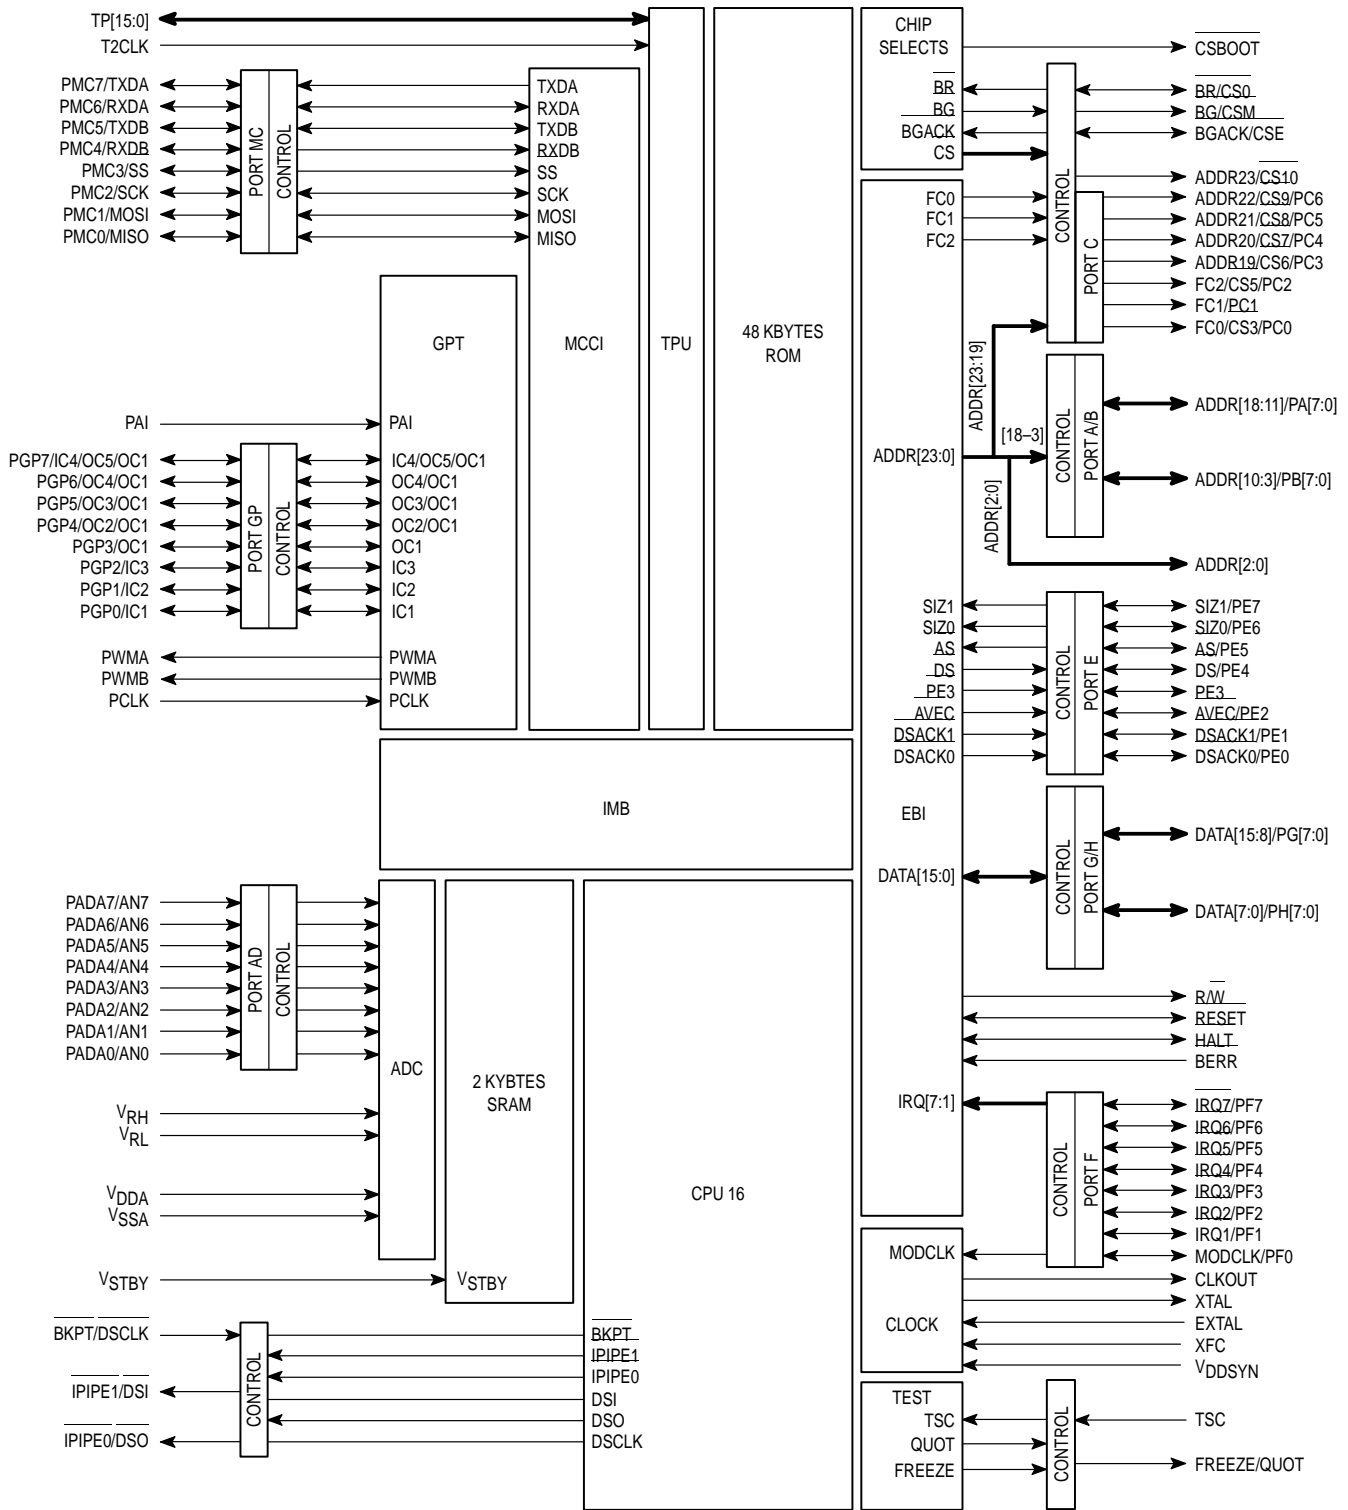 TP[15:0]
T2CLK
PMC7/TXDA
PMC6/RXDA
PMC5/TXDB
PMC4/RXDB
PMC3/SS
PMC2/SCK
PMC1/MOSI
PMC0/MISO
PORT MC
CONTROL
TXDA
RXDA
TXDB
RXDB
SS
SCK
MOSI
MISO
GPT
MCCI
TPU
48 KBYTES
ROM
PAI
PAI
PGP7/IC4/OC5/OC1
PGP6/OC4/OC1
PGP5/OC3/OC1
PGP4/OC2/OC1
PGP3/OC1
PGP2/IC3
PGP1/IC2
PGP0/IC1
PORT GP
CONTROL
IC4/OC5/OC1
OC4/OC1
OC3/OC1
OC2/OC1
OC1
IC3
IC2
IC1
PWMA
PWMB
PCLK
PWMA
PWMB
PCLK
IMB
PADA7/AN7
PADA6/AN6
PADA5/AN5
PADA4/AN4
PADA3/AN3
PADA2/AN2
PADA1/AN1
PADA0/AN0
PORT AD
CONTROL
ADC
2 KYBTES
SRAM
CPU 16
VRH
VRL
VDDA
VSSA
VSTBY
VSTBY
BKPT/DSCLK
IPIPE1/DSI
IPIPE0/DSO
CONTROL
BKPT
IPIPE1
IPIPE0
DSI
DSO
DSCLK
CHIP
SELECTS
BR
BG
BGACK
CS
CONTROL
CSBOOT
BR/CS0
BG/CSM
BGACK/CSE
FC0
FC1
FC2
PORT C
ADDR23/CS10
ADDR22/CS9/PC6
ADDR21/CS8/PC5
ADDR20/CS7/PC4
ADDR19/CS6/PC3
FC2/CS5/PC2
FC1/PC1
FC0/CS3/PC0
ADDR[23:19]
[18–3]
ADDR[23:0]
ADDR[2:0]
CONTROL
PORT A/B
ADDR[18:11]/PA[7:0]
ADDR[10:3]/PB[7:0]
ADDR[2:0]
SIZ1
SIZ0
AS
DS
PE3
AVEC
DSACK1
DSACK0
CONTROL
PORT E
SIZ1/PE7
SIZ0/PE6
AS/PE5
DS/PE4
PE3
AVEC/PE2
DSACK1/PE1
DSACK0/PE0
EBI
DATA[15:0]
CONTROL
PORT G/H
DATA[15:8]/PG[7:0]
DATA[7:0]/PH[7:0]
R/W
RESET
HALT
BERR
IRQ[7:1]
CONTROL
PORT F
IRQ7/PF7
IRQ6/PF6
IRQ5/PF5
IRQ4/PF4
IRQ3/PF3
IRQ2/PF2
IRQ1/PF1
MODCLK/PF0
MODCLK
CLOCK
CLKOUT
XTAL
EXTAL
XFC
VDDSYN
TEST
TSC
QUOT
FREEZE
CONTROL
TSC
FREEZE/QUOT